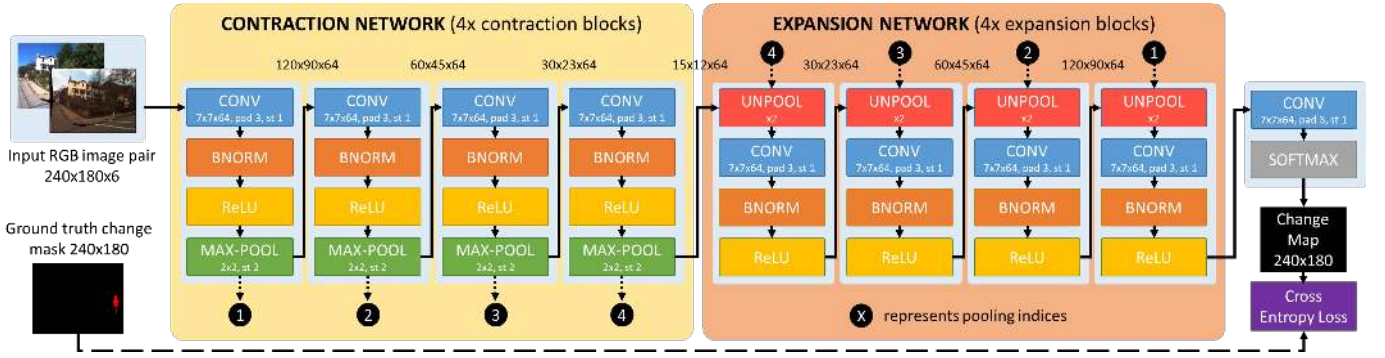 CONTRACTION NETWORK (4x contraction blocks)
EXPANSION NETWORK (4x expansion blocks)
120x90x64
60x45x64
30x23x64
15x12x64
4
30x23x64
3
60x45x64
2
120x90x64
1
Input RGB image pair
240x180x6
Ground truth change
mask 240x180
CONV
7x7x64, pad 3, st 1
BNORM
ReLU
MAX-POOL
2x2, st 2
1
CONV
7x7x64, pad 3, st 1
BNORM
ReLU
MAX-POOL
2x2, st 2
2
CONV
7x7x64, pad 3, st 1
BNORM
ReLU
MAX-POOL
2x2, st 2
3
CONV
7x7x64, pad 3, st 1
BNORM
ReLU
MAX-POOL
2x2, st 2
4
UNPOOL
x2
CONV
7x7x64, pad 3, st 1
BNORM
ReLU
UNPOOL
x2
CONV
7x7x64, pad 3, st 1
BNORM
ReLU
UNPOOL
x2
CONV
7x7x64, pad 3, st 1
BNORM
ReLU
UNPOOL
x2
CONV
7x7x64, pad 3, st 1
BNORM
ReLU
X represents pooling indices
CONV
7x7x64, pad 3, st 1
SOFTMAX
Change
Map
240x180
Cross
Entropy Loss